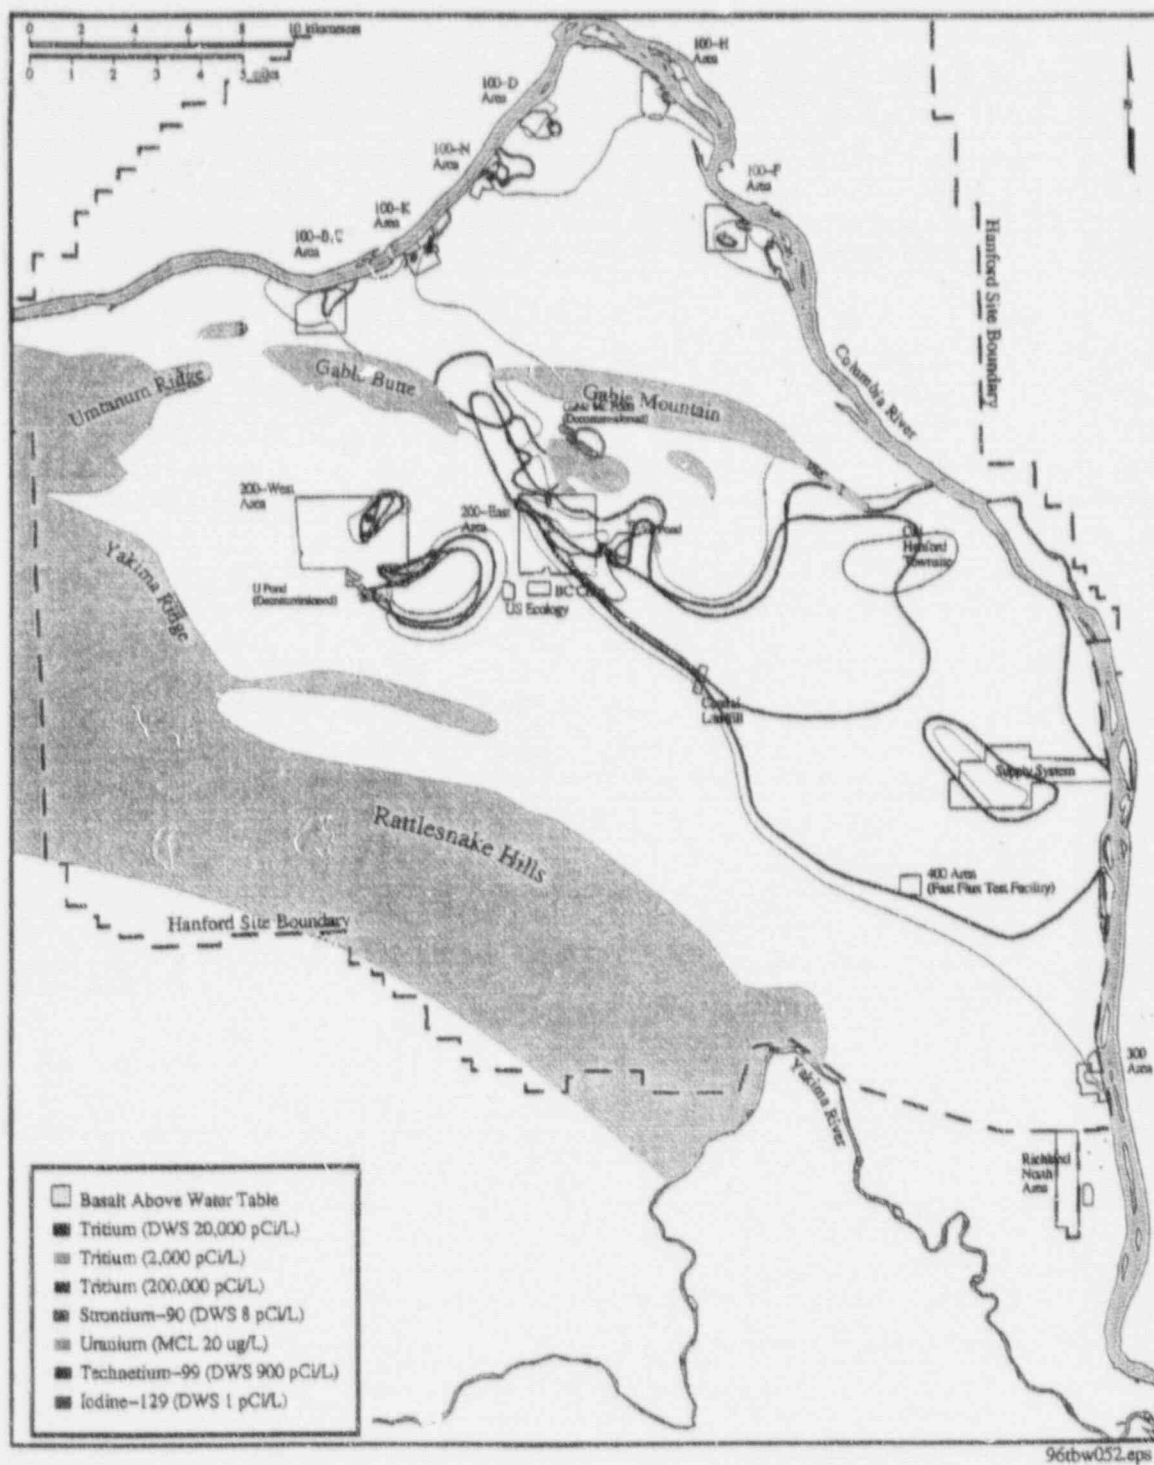 0 2 4 6 8 10 kilometers
0 1 2 3 4 5 miles
100-H
Area
100-D
Area
N
100-N
Area
100-F
Area
100-K
Area
100-B,C
Area
Hanford Site Boundary
Columbia River
Umtanum Ridge
Gable Butte
Gable Mountain
(Decommissioned)
200-West
Area
200-East
Area
Pond
Old
Hanford
Townsite
Yakima Ridge
U Pond
(Decommissioned)
BC
US Ecology
Central
Landfill
Supply System
Rattlesnake Hills
400 Area
(Fast Flux Test Facility)
Hanford Site Boundary
300
Area
Yakima River
Richland
North
Area
Basalt Above Water Table
Tritium (DWS 20,000 pCi/L)
Tritium (2,000 pCi/L)
Tritium (200,000 pCi/L)
Strontium-90 (DWS 8 pCi/L)
Uranium (MCL 20 ug/L)
Technetium-99 (DWS 900 pCi/L)
Iodine-129 (DWS 1 pCi/L)
96tbw052.eps